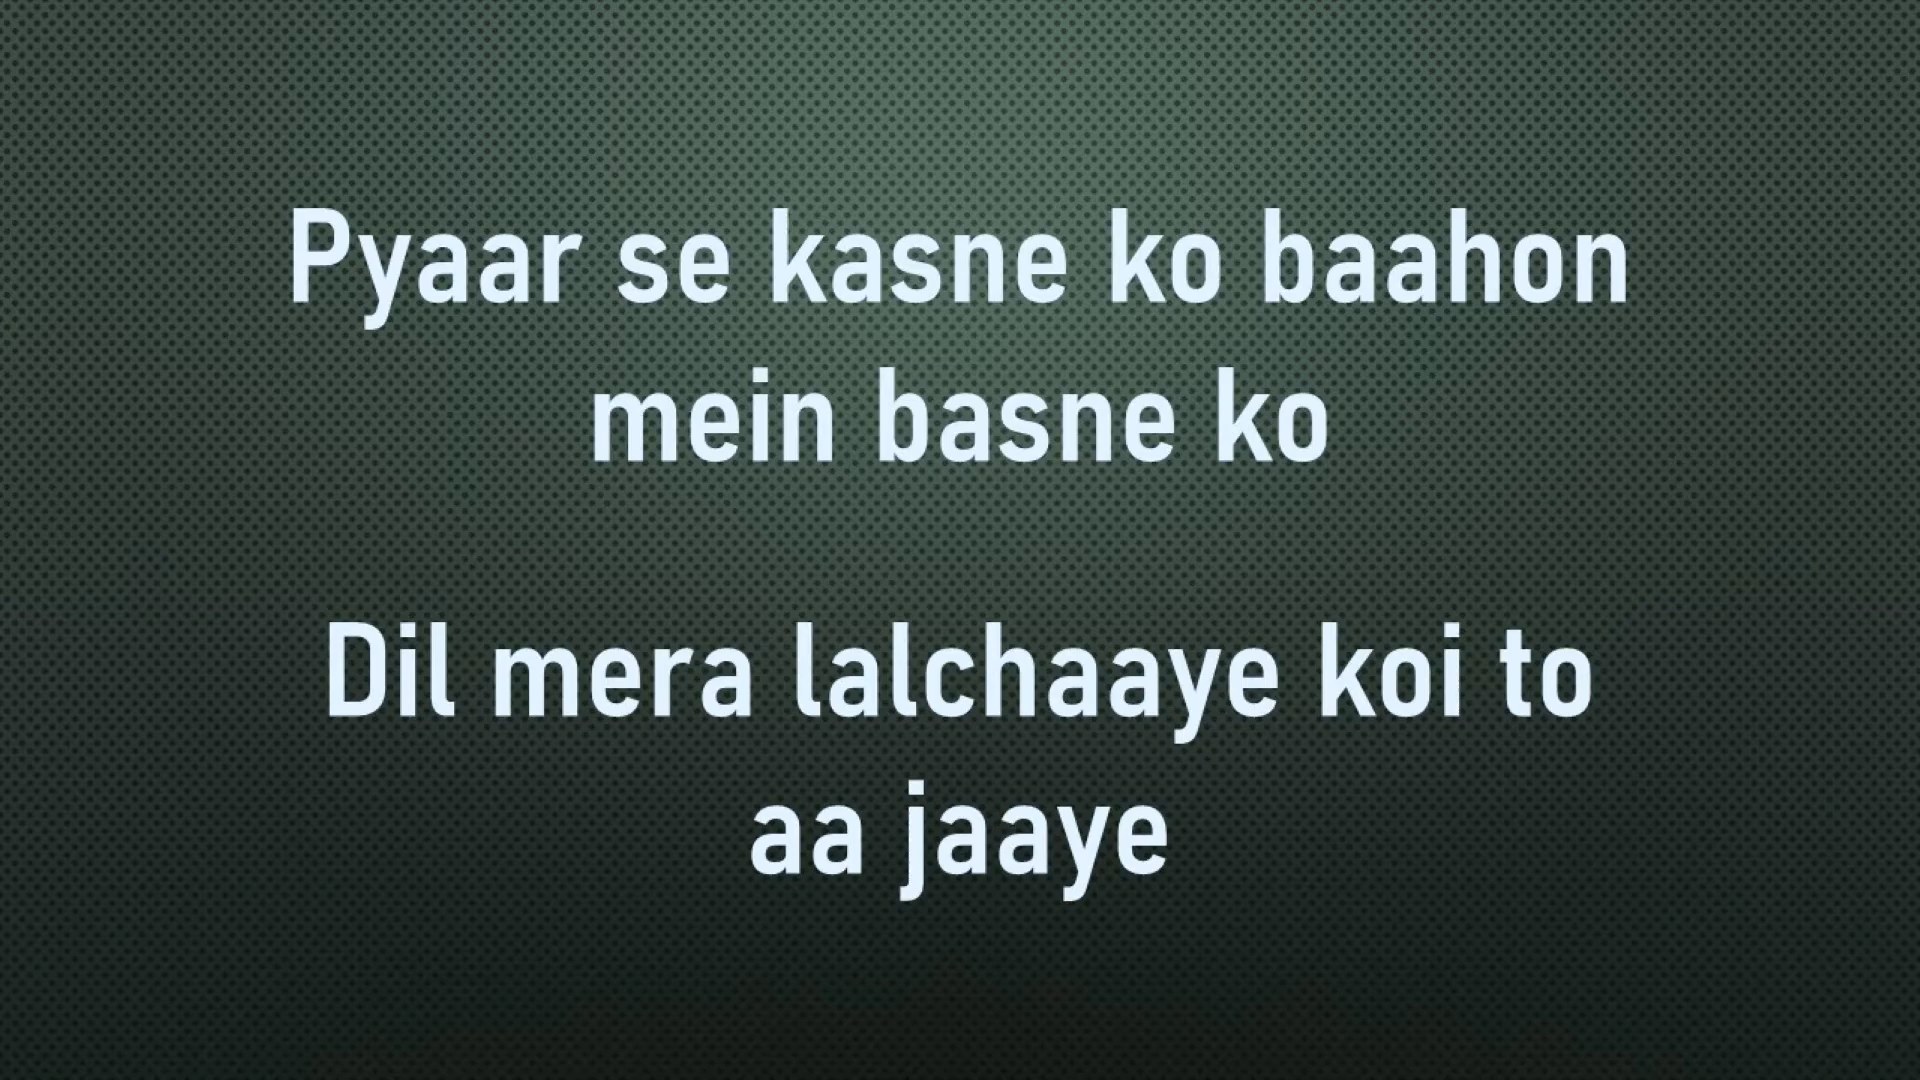 Pyaar se kasne ko baahon
mein basne ko
Dil mera lalchaaye koi to
aa jaaye